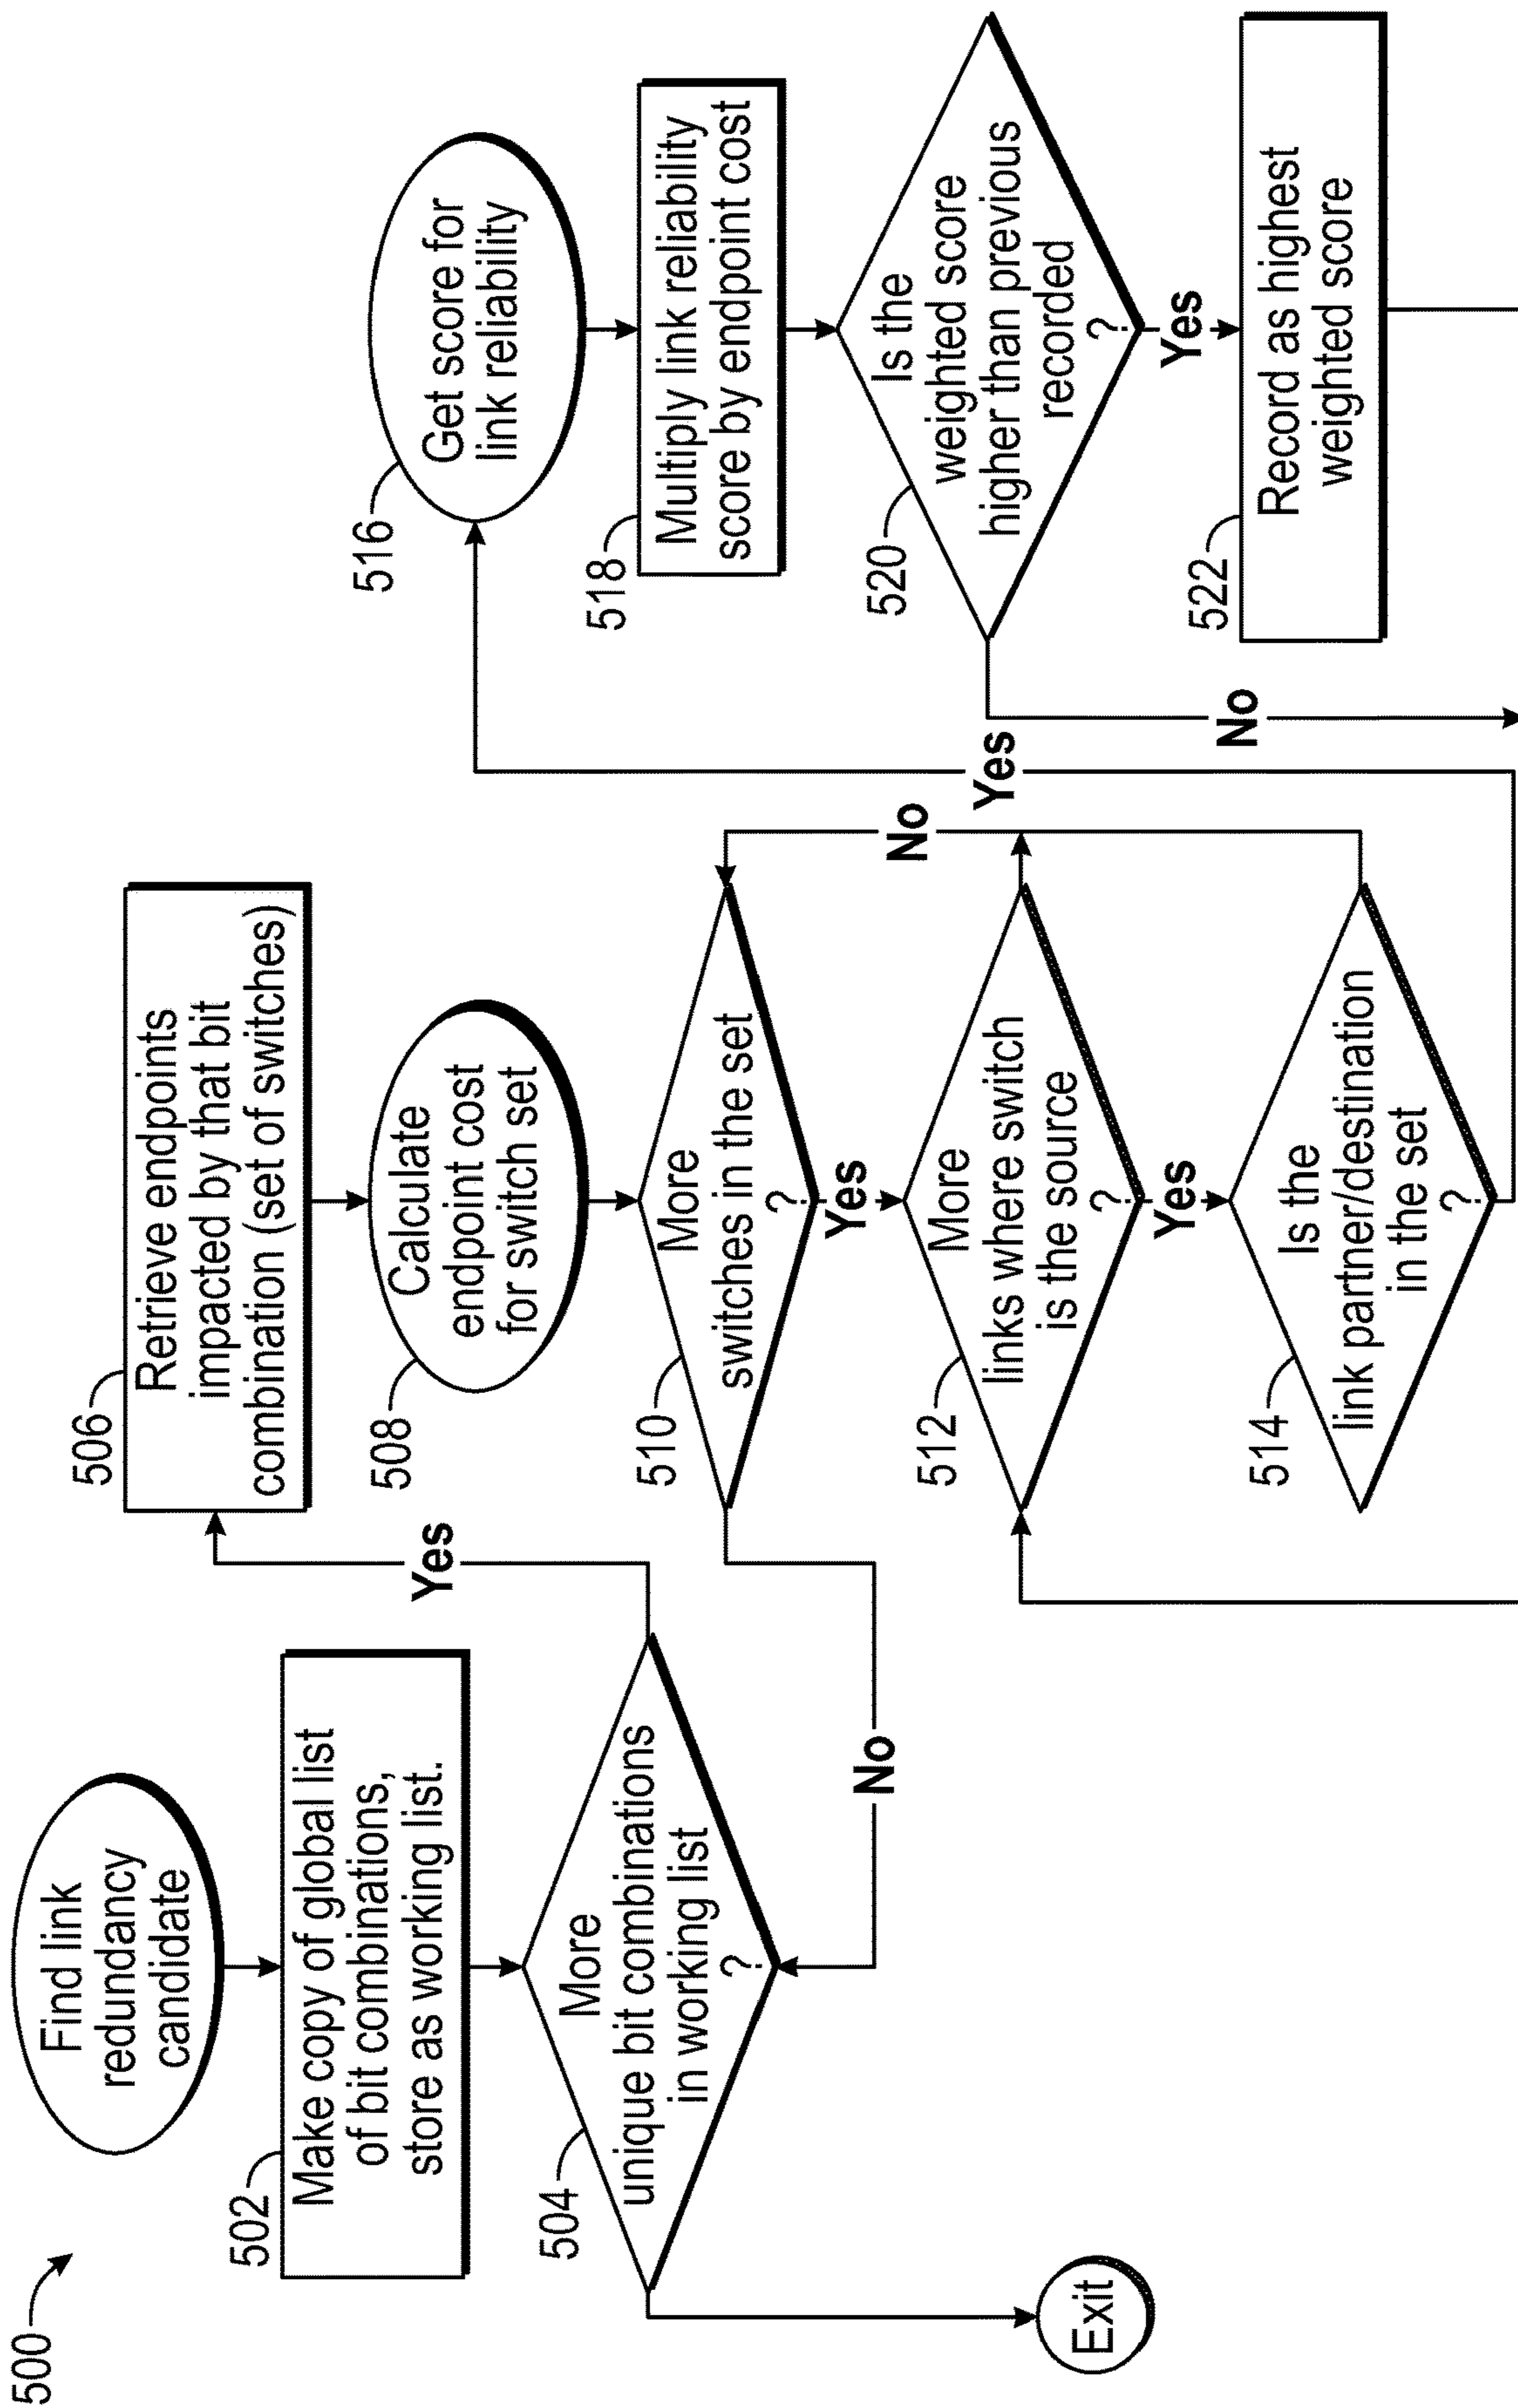 500
Find link
redundancy
candidate
502
Make copy of global list
of bit combinations,
store as working list.
504
More
unique bit combinations
in working list
?
Exit
Yes
No
506
Retrieve endpoints
impacted by that bit
combination (set of switches)
508
Calculate
endpoint cost
for switch set
510
More
switches in the set
?
Yes
No
512
More
links where switch
is the source
?
Yes
514
Is the
link partner/destination
in the set
?
Yes
516
Get score for
link reliability
518
Multiply link reliability
score by endpoint cost
520
Is the
weighted score
higher than previous
recorded
?
Yes
No
522
Record as highest
weighted score